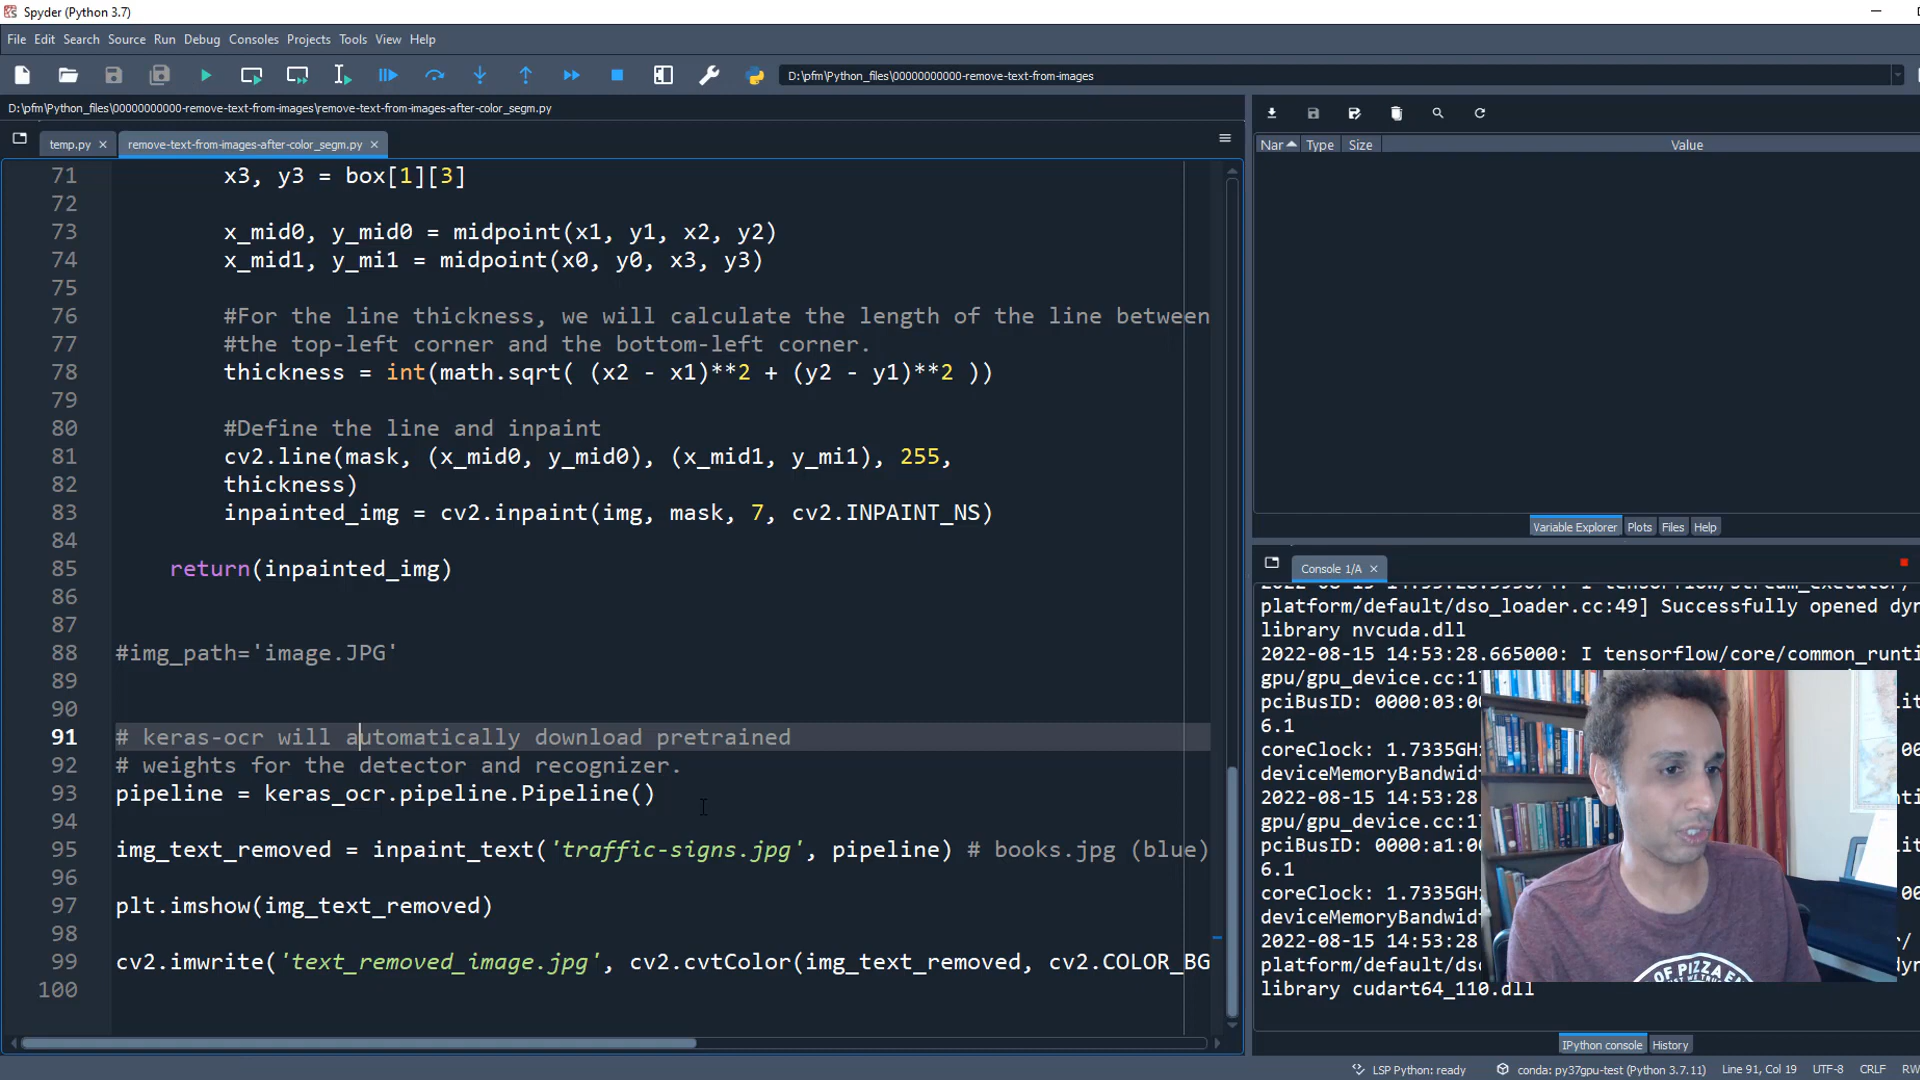 Spyder (Python 3.7)
File Edit Search Source Run Debug Consoles Projects Tools View Help
D:\pfm\Python_files\00000000000-remove-text-from-images
D:\pfm\Python_files\00000000000-remove-text-from-images\remove-text-from-images-after-color_segm.py
temp.py
remove-text-from-images-after-color_segm.py
71 x3, y3 = box[1][3]
72
73 x_mid0, y_mid0 = midpoint(x1, y1, x2, y2)
74 x_mid1, y_mi1 = midpoint(x0, y0, x3, y3)
75
76 #For the line thickness, we will calculate the length of the line between
77 #the top-left corner and the bottom-left corner.
78 thickness = int(math.sqrt( (x2 - x1)**2 + (y2 - y1)**2 ))
79
80 #Define the line and inpaint
81 cv2.line(mask, (x_mid0, y_mid0), (x_mid1, y_mi1), 255,
82 thickness)
83 inpainted_img = cv2.inpaint(img, mask, 7, cv2.INPAINT_NS)
84
85 return(inpainted_img)
86
87
88 #img_path='image.JPG'
89
90
91 # keras-ocr will automatically download pretrained
92 # weights for the detector and recognizer.
93 pipeline = keras_ocr.pipeline.Pipeline()
94
95 img_text_removed = inpaint_text('traffic-signs.jpg', pipeline) # books.jpg (blue)
96
97 plt.imshow(img_text_removed)
98
99 cv2.imwrite('text_removed_image.jpg', cv2.cvtColor(img_text_removed, cv2.COLOR_BG
100
Nar Type Size Value
Variable Explorer Plots Files Help
Console 1/A
platform/default/dso_loader.cc:49] Successfully opened dyn
library nvcuda.dll
2022-08-15 14:53:28.665000: I tensorflow/core/common_runti
gpu/gpu_device.cc:17
pciBusID: 0000:03:00
6.1
coreClock: 1.7335GH
deviceMemoryBandwidt
2022-08-15 14:53:28
gpu/gpu_device.cc:17
pciBusID: 0000:a1:00
6.1
coreClock: 1.7335GH
deviceMemoryBandwidt
2022-08-15 14:53:28
platform/default/ds
library cudart64_110.dll
OF PIZZA
IPython console History
LSP Python: ready conda: py37gpu-test (Python 3.7.11) Line 91, Col 19 UTF-8 CRLF RW